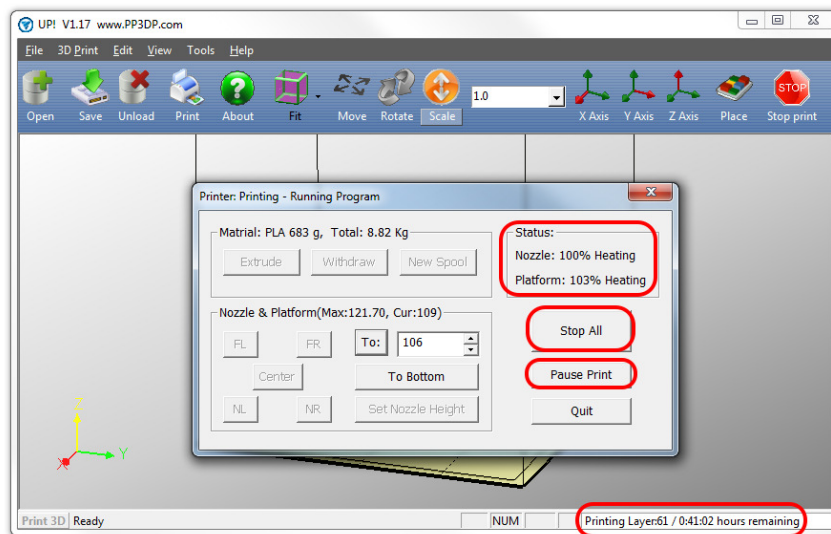 UP! V1.17 www.PP3DP.com
File 3D Print Edit View Tools Help
1.0
Open Save Unload Print About Fit Move Rotate Scale X Axis Y Axis Z Axis Place Stop print
STOP
Printer: Printing - Running Program
Matrial: PLA 683 g, Total: 8.82 Kg
Extrude Withdraw New Spool
Status:
Nozzle: 100% Heating
Platform: 103% Heating
Nozzle & Platform(Max:121.70, Cur:109)
FL FR To: 106
Center To Bottom
NL NR Set Nozzle Height
Stop All
Pause Print
Quit
Z
X
Y
Print 3D Ready NUM Printing Layer:61 / 0:41:02 hours remaining